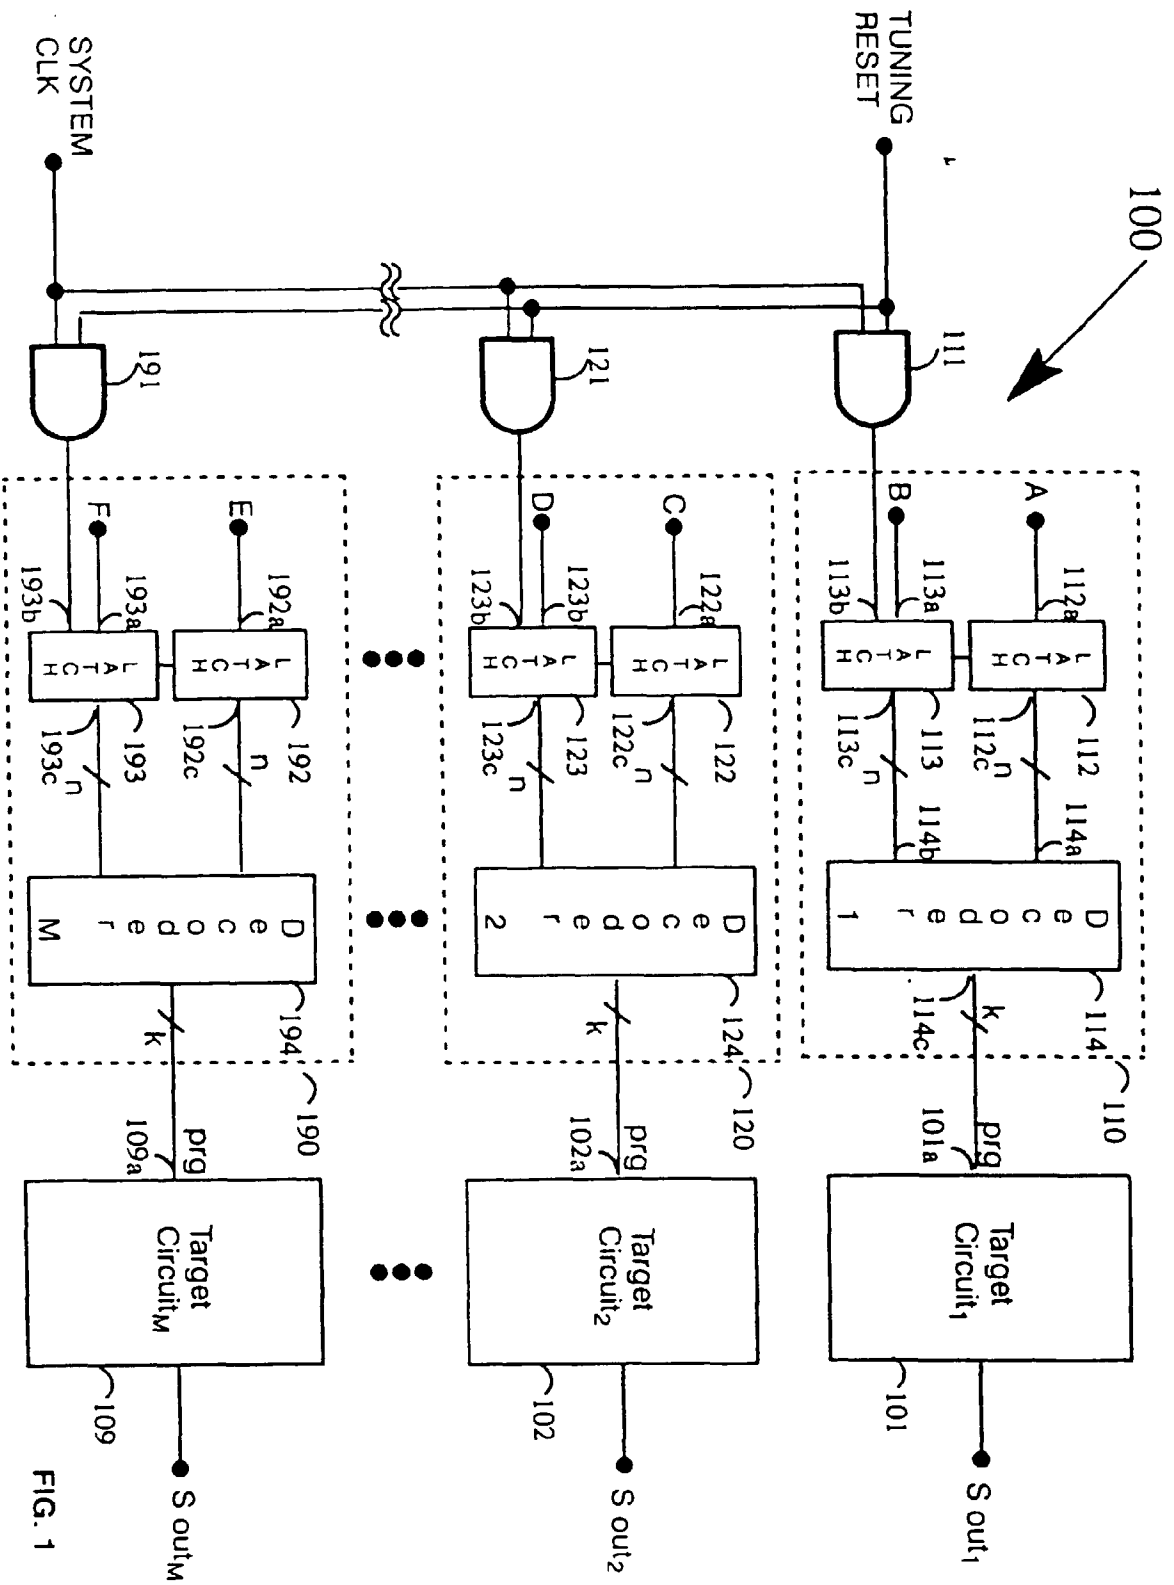 100
TUNING
RESET
SYSTEM
CLK
111
121
191
A
112a
B
113a
113b
LATCH
LATCH
112
112c
n
113
113c
n
114a
114b
Decoder
1
114
114c
k
110
prg
101a
Target
Circuit1
101
S out1
C
122a
D
123b
123b
LATCH
LATCH
122
122c
n
123
123c
n
Decoder
2
124
k
120
prg
102a
Target
Circuit2
102
S out2
E
192a
F
193a
193b
LATCH
LATCH
192
192c
n
193
193c
n
Decoder
M
194
k
190
prg
109a
Target
CircuitM
109
S outM
FIG. 1